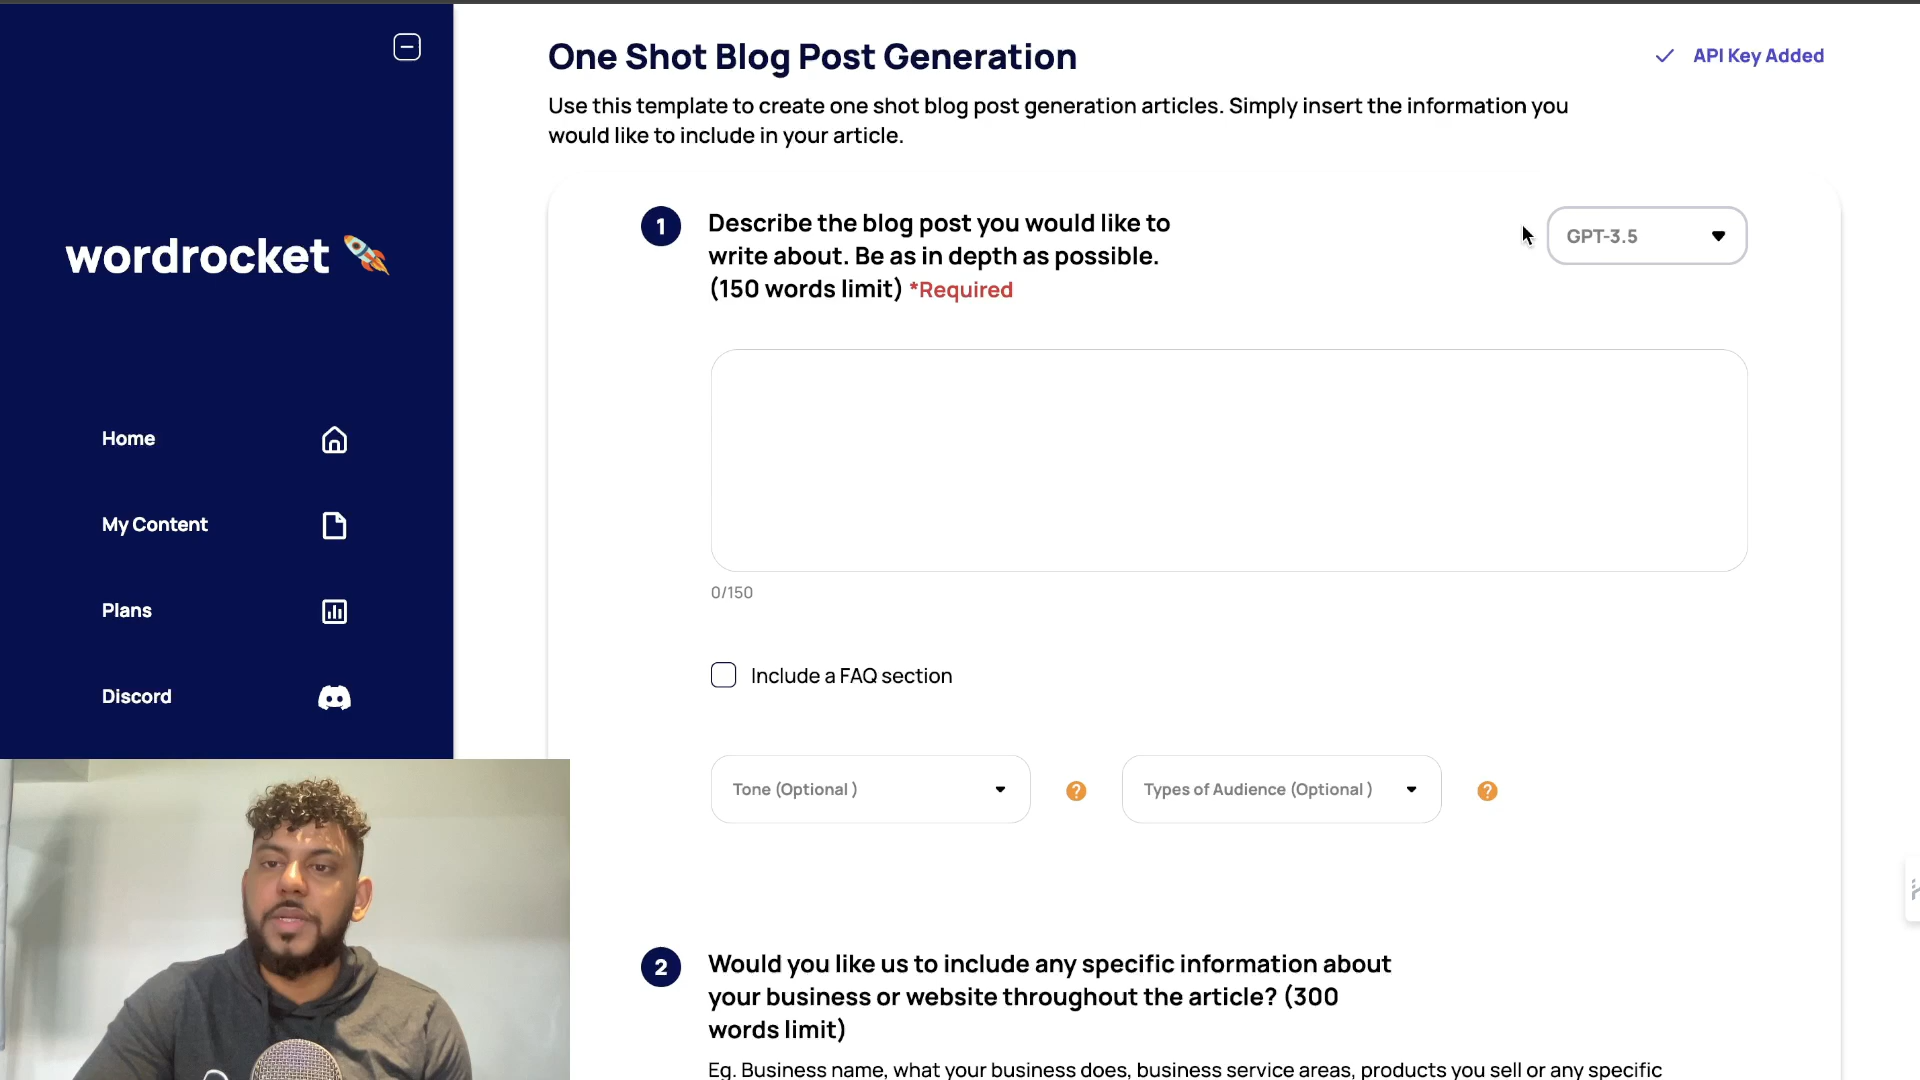 One Shot Blog Post Generation
API Key Added
Use this template to create one shot blog post generation articles. Simply insert the information you
would like to include in your article.
wordrocket
1
Describe the blog post you would like to
write about. Be as in depth as possible.
(150 words limit) *Required
GPT-3.5
0/150
Home
My Content
Plans
Discord
Include a FAQ section
Tone (Optional )
?
Types of Audience (Optional )
?
2
Would you like us to include any specific information about
your business or website throughout the article? (300
words limit)
Eg. Business name, what your business does, business service areas, products you sell or any specific